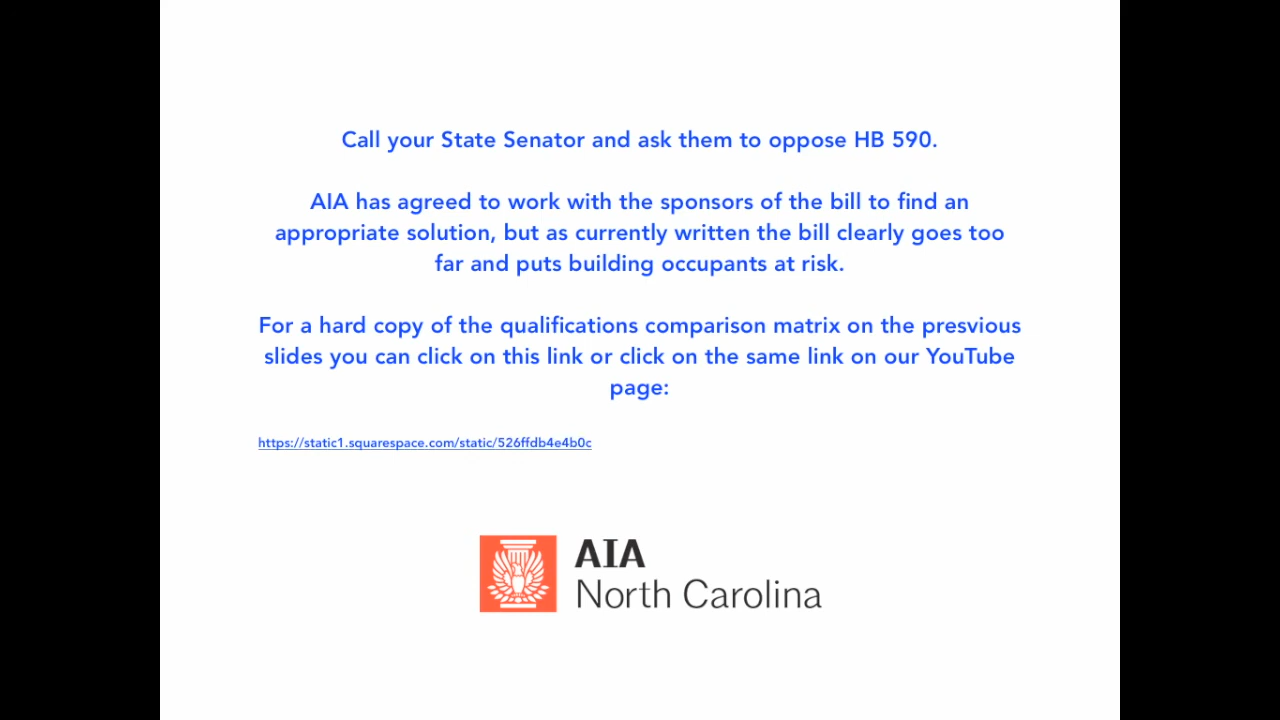 Call your State Senator and ask them to oppose HB 590.
AIA has agreed to work with the sponsors of the bill to find an
appropriate solution, but as currently written the bill clearly goes too
far and puts building occupants at risk.
For a hard copy of the qualifications comparison matrix on the presvious
slides you can click on this link or click on the same link on our YouTube
page:
https://static1.squarespace.com/static/526ffdb4e4b0c
AIA
North Carolina